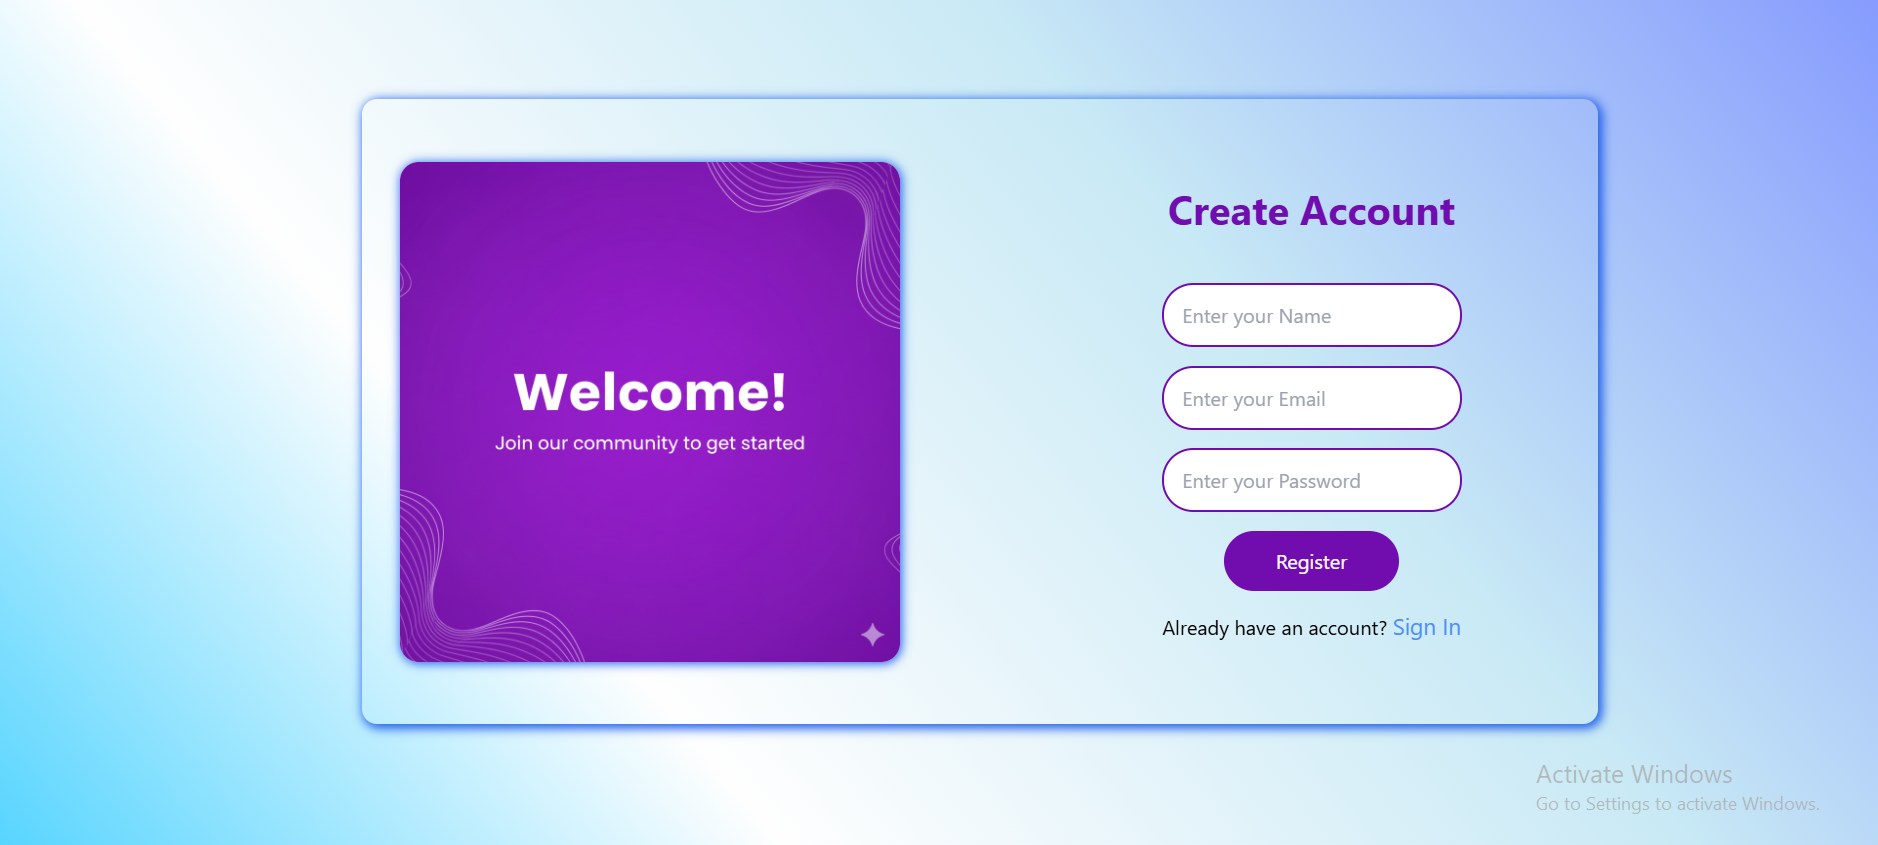 Welcome!
Join our community to get started
Create Account
Enter your Name
Enter your Email
Enter your Password
Register
Already have an account? Sign In
Activate Windows
Go to Settings to activate Windows.